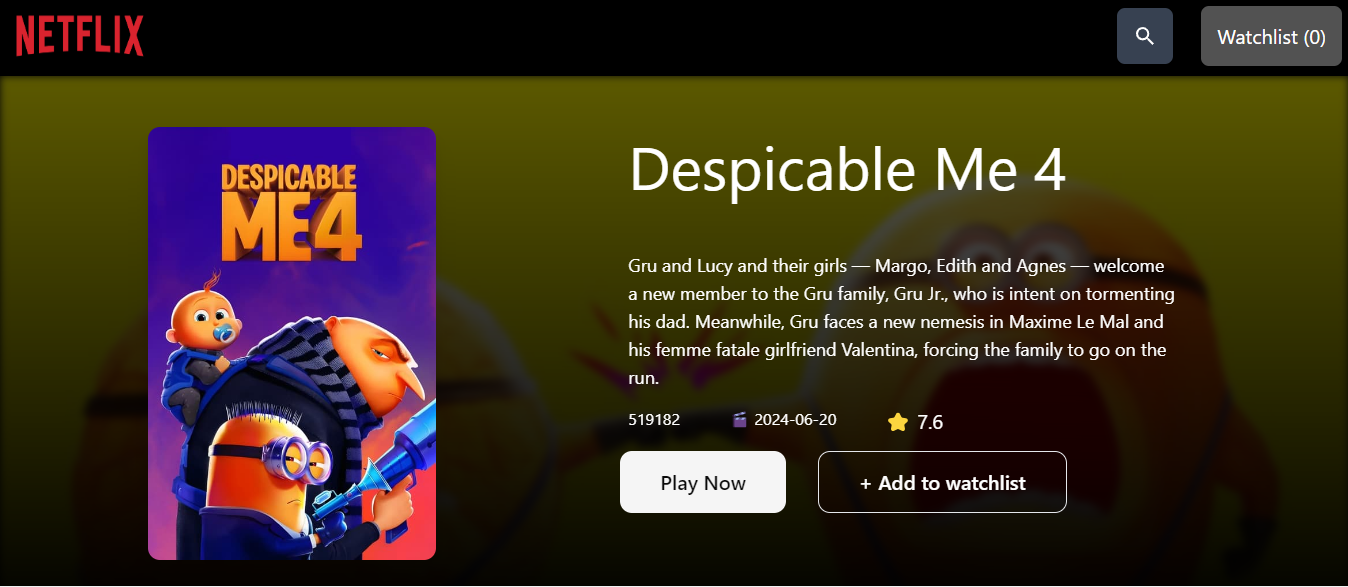 NETFLIX
Watchlist (0)
DESPICABLE
ME4
Despicable Me 4
Gru and Lucy and their girls — Margo, Edith and Agnes — welcome
a new member to the Gru family, Gru Jr., who is intent on tormenting
his dad. Meanwhile, Gru faces a new nemesis in Maxime Le Mal and
his femme fatale girlfriend Valentina, forcing the family to go on the
run.
519182 2024-06-20 7.6
Play Now + Add to watchlist